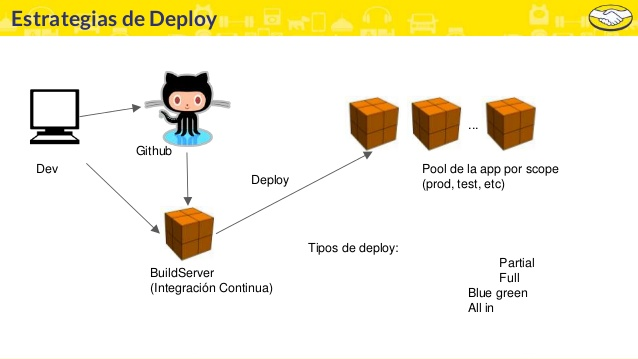 Estrategias de Deploy
Github
Dev
Deploy
...
Pool de la app por scope
(prod, test, etc)
BuildServer
(Integración Continua)
Tipos de deploy:
Partial
Full
Blue green
All in